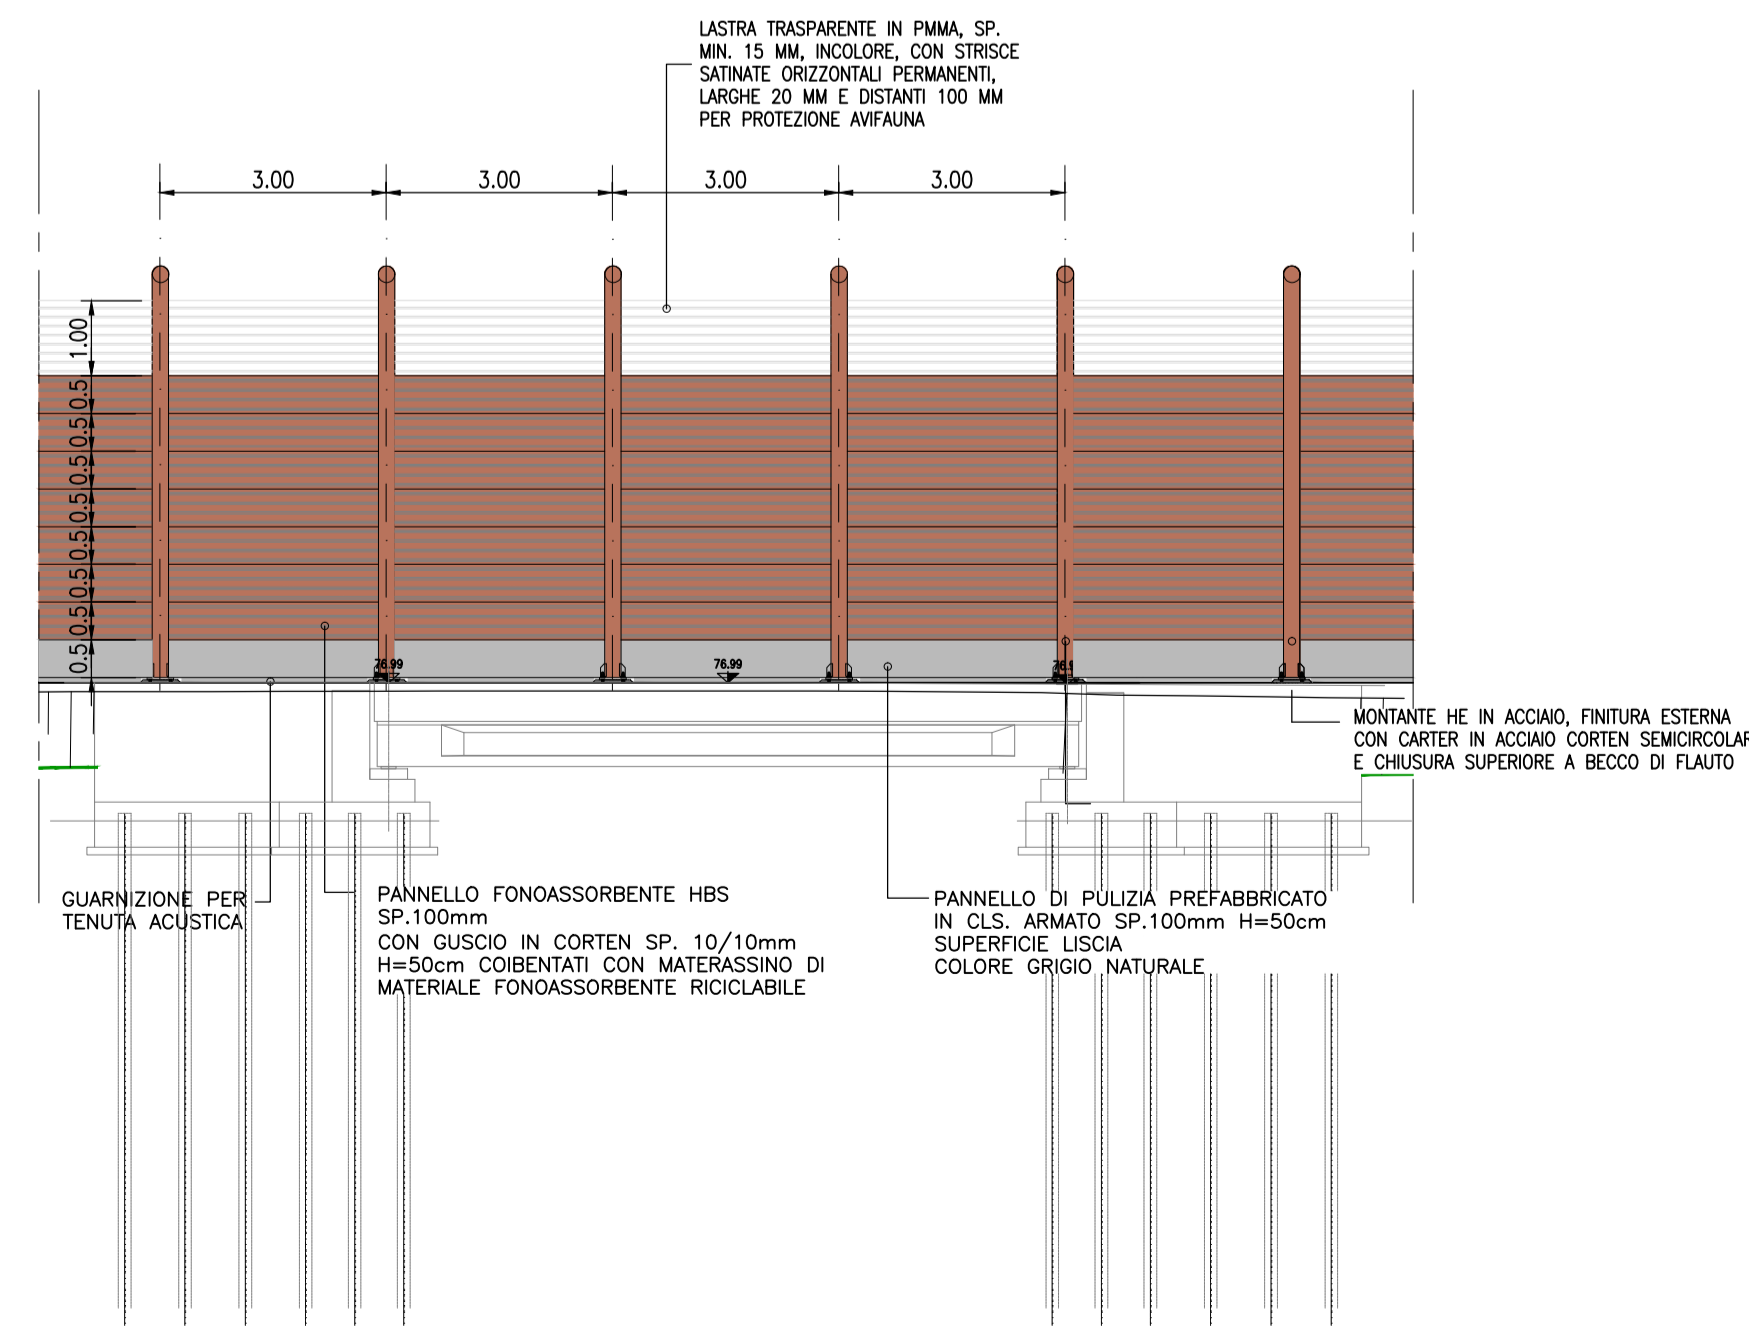 LASTRA TRASPARENTE IN PMMA, SP.
MIN. 15 MM, INCOLORE, CON STRISCE
SATINATE ORIZZONTALI PERMANENTI,
LARGHE 20 MM E DISTANTI 100 MM
PER PROTEZIONE AVIFAUNA
3.00 3.00 3.00 3.00
1.00
0.5
0.5
0.5
0.5
0.5
0.5
0.5
0.5
76.99 76.99 76.9
MONTANTE HE IN ACCIAIO, FINITURA ESTERNA
CON CARTER IN ACCIAIO CORTEN SEMICIRCOLAR
E CHIUSURA SUPERIORE A BECCO DI FLAUTO
GUARNIZIONE PER
TENUTA ACUSTICA
PANNELLO FONOASSORBENTE HBS
SP.100mm
CON GUSCIO IN CORTEN SP. 10/10mm
H=50cm COIBENTATI CON MATERASSINO DI
MATERIALE FONOASSORBENTE RICICLABILE
PANNELLO DI PULIZIA PREFABBRICATO
IN CLS. ARMATO SP.100mm H=50cm
SUPERFICIE LISCIA
COLORE GRIGIO NATURALE